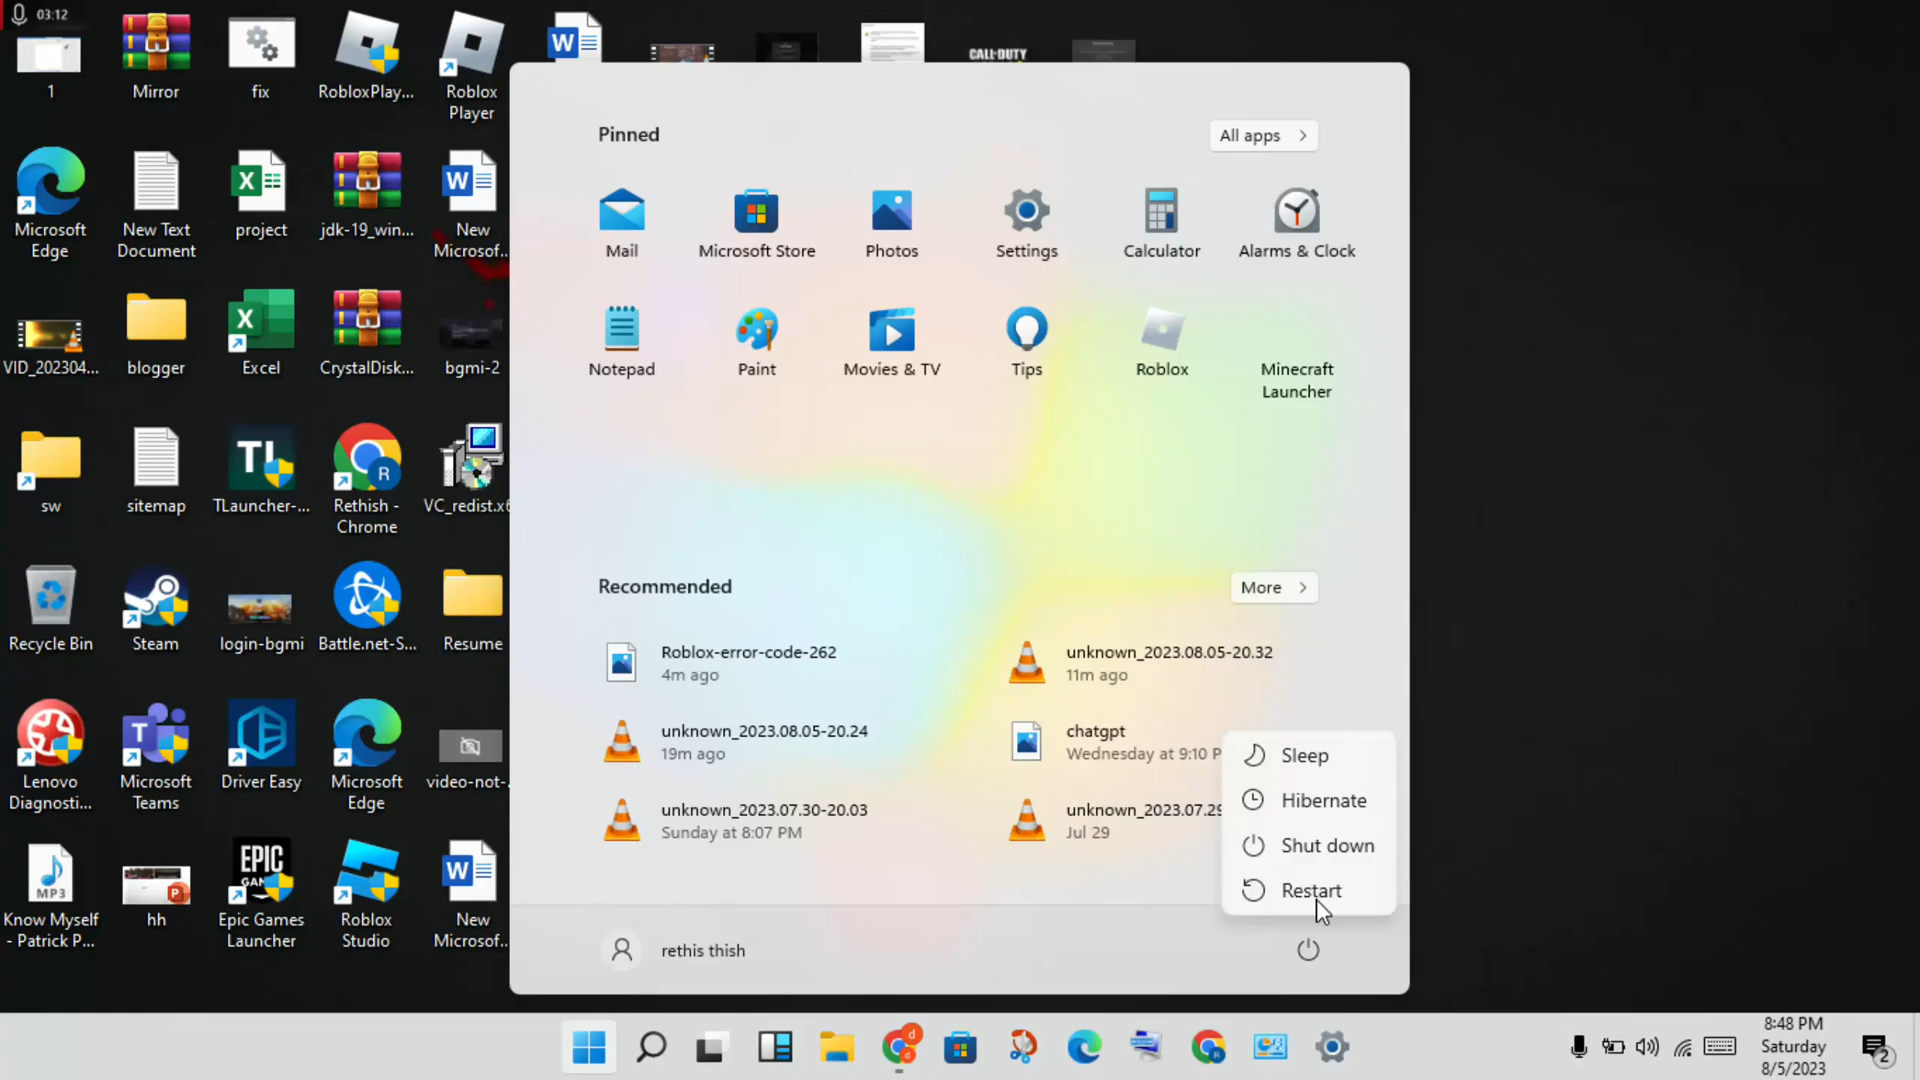 03:12
1
Mirror
fix
RobloxPlay...
Roblox
Player
CALL·DUTY
Microsoft
Edge
New Text
Document
project
jdk-19_win...
New
Microsof...
VID_202304...
blogger
Excel
CrystalDisk...
bgmi-2
sw
sitemap
TLauncher-...
Rethish -
Chrome
VC_redist.x6
Recycle Bin
Steam
login-bgmi
Battle.net-S...
Resume
Lenovo
Diagnosti...
Microsoft
Teams
Driver Easy
Microsoft
Edge
video-not-...
MP3
EPIC
GAM
Know Myself
- Patrick P...
hh
Epic Games
Launcher
Roblox
Studio
New
Microsof...
Pinned
All apps
Mail
Microsoft Store
Photos
Settings
Calculator
Alarms & Clock
Notepad
Paint
Movies & TV
Tips
Roblox
Minecraft
Launcher
Recommended
More
Roblox-error-code-262
4m ago
unknown_2023.08.05-20.32
11m ago
unknown_2023.08.05-20.24
19m ago
chatgpt
Wednesday at 9:10 P
unknown_2023.07.30-20.03
Sunday at 8:07 PM
unknown_2023.07.29
Jul 29
Sleep
Hibernate
Shut down
Restart
rethis thish
8:48 PM
Saturday
8/5/2023
2